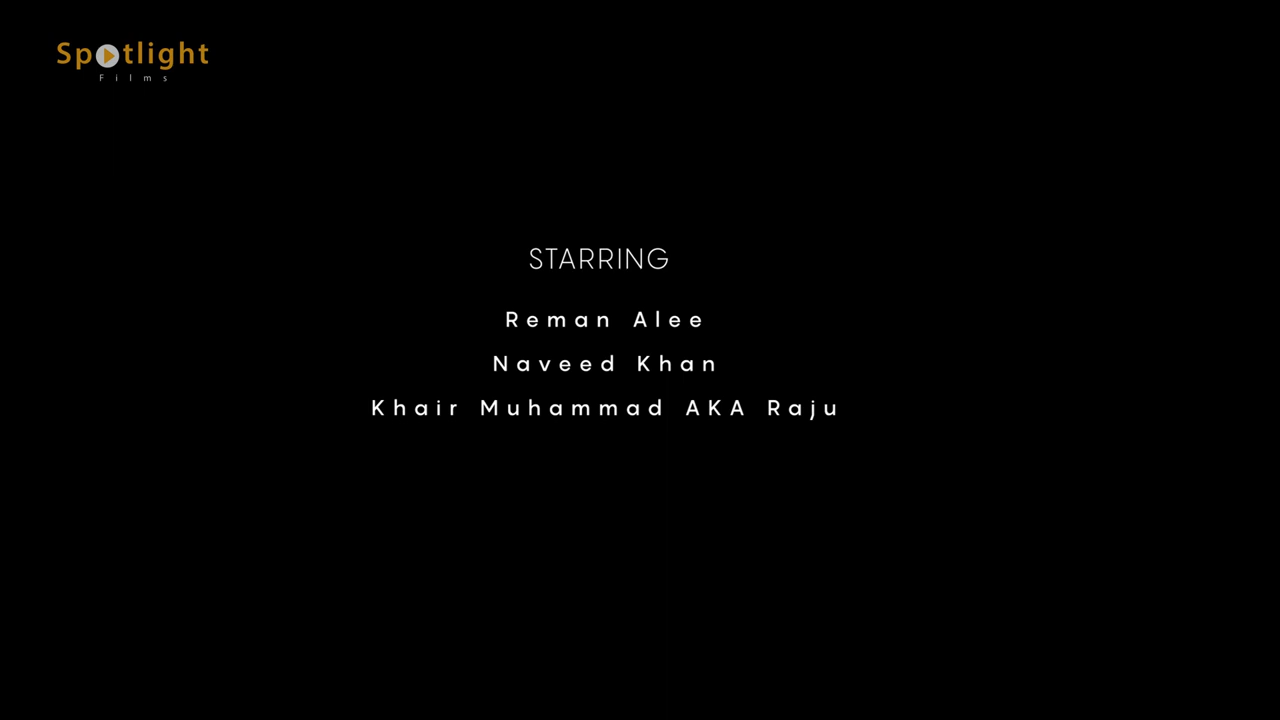 Spotlight
Films
STARRING
Reman Alee
Naveed Khan
Khair Muhammad AKA Raju